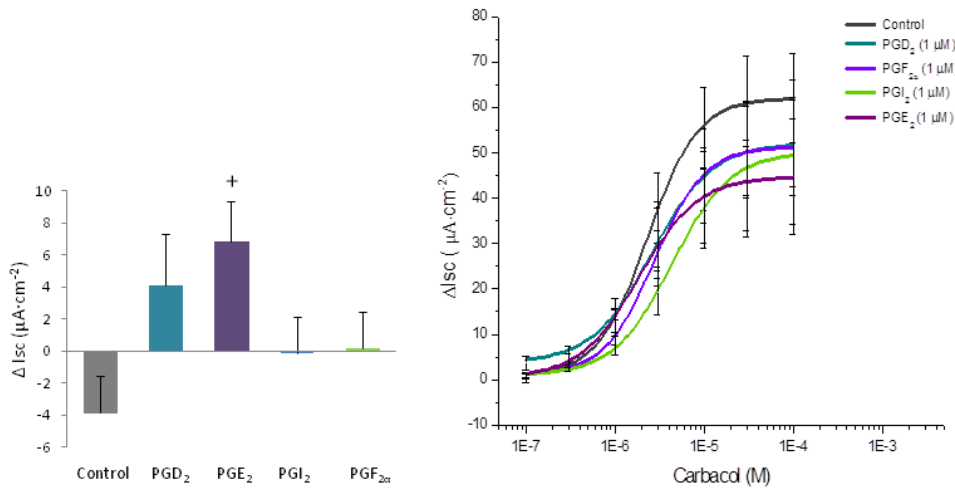 Δ Isc (µA·cm⁻²)
10
8
6
4
2
0
-2
-4
-6
+
Control PGD₂ PGE₂ PGI₂ PGF₂α
ΔIsc ( µA·cm⁻²)
80
70
60
50
40
30
20
10
0
-10
1E-7 1E-6 1E-5 1E-4 1E-3
Carbacol (M)
Control
PGD₂ (1 µM)
PGF₂α (1 µM)
PGI₂ (1 µM)
PGE₂ (1 µM)